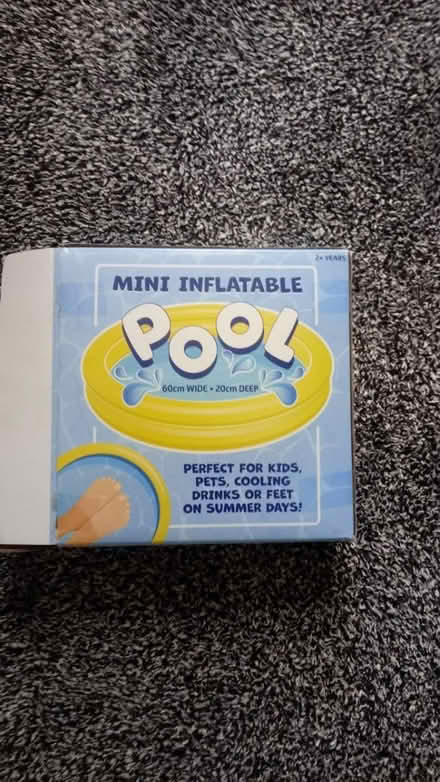 2+ YEARS
MINI INFLATABLE
POOL
60cm WIDE • 20cm DEEP
PERFECT FOR KIDS,
PETS, COOLING
DRINKS OR FEET
ON SUMMER DAYS!